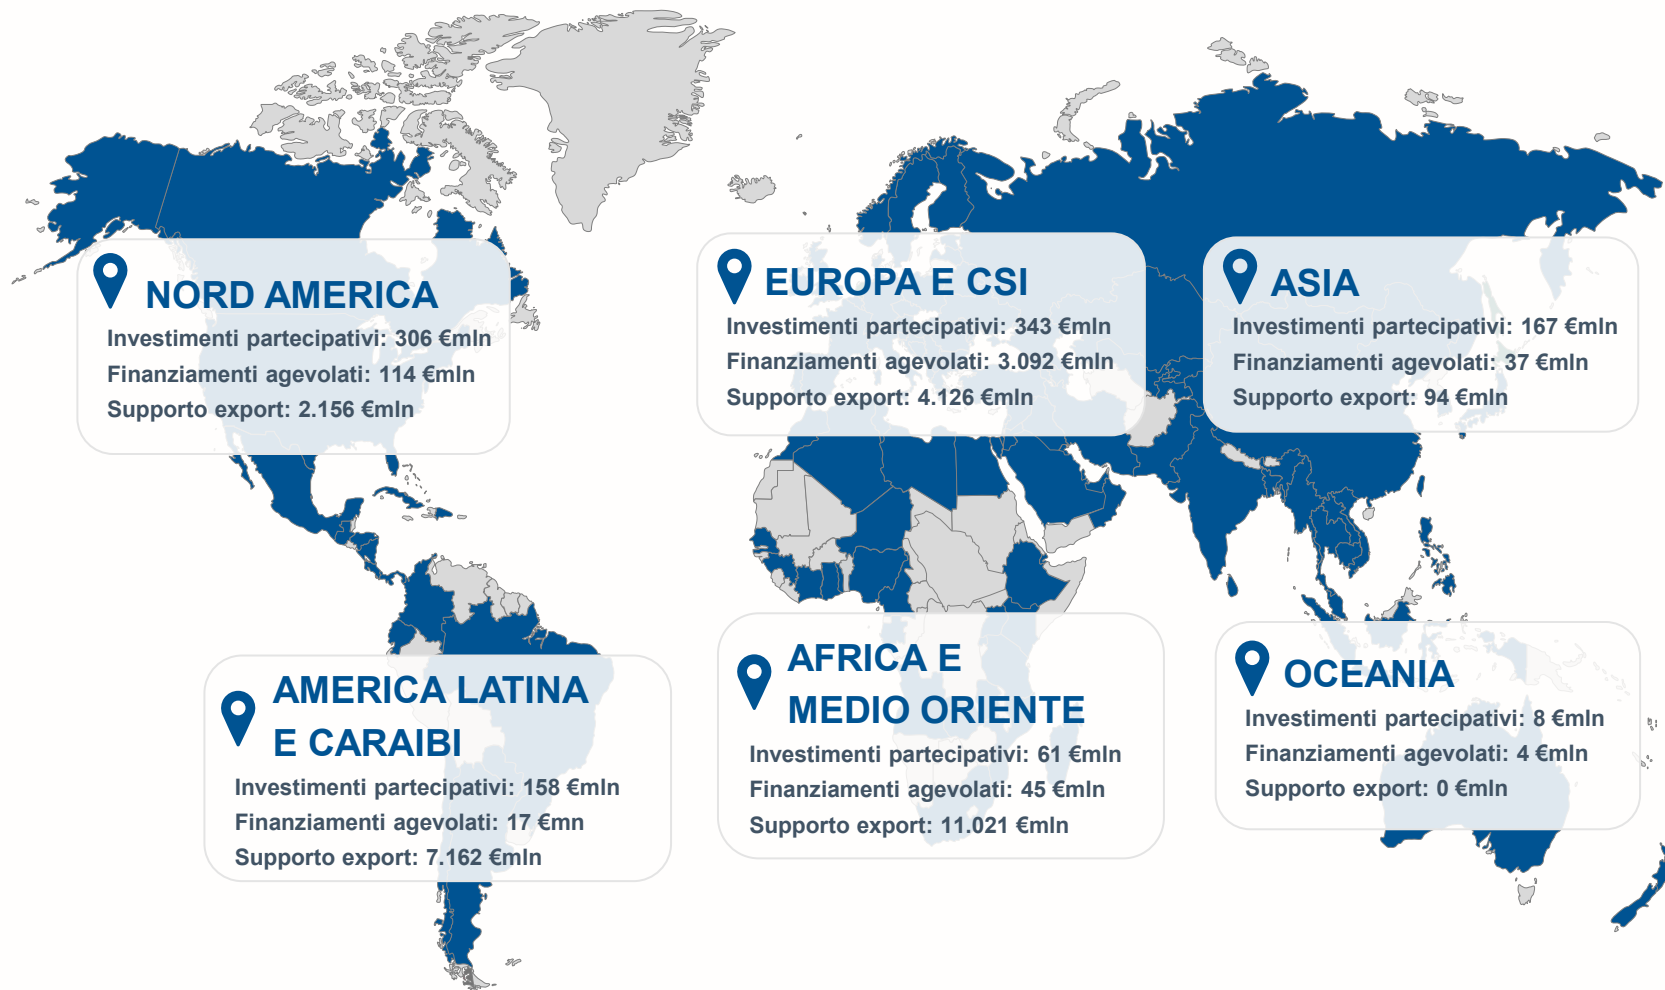 NORD AMERICA
Investimenti partecipativi: 306 €mln
Finanziamenti agevolati: 114 €mln
Supporto export: 2.156 €mln
EUROPA E CSI
Investimenti partecipativi: 343 €mln
Finanziamenti agevolati: 3.092 €mln
Supporto export: 4.126 €mln
ASIA
Investimenti partecipativi: 167 €mln
Finanziamenti agevolati: 37 €mln
Supporto export: 94 €mln
AMERICA LATINA
E CARAIBI
Investimenti partecipativi: 158 €mln
Finanziamenti agevolati: 17 €mn
Supporto export: 7.162 €mln
AFRICA E
MEDIO ORIENTE
Investimenti partecipativi: 61 €mln
Finanziamenti agevolati: 45 €mln
Supporto export: 11.021 €mln
OCEANIA
Investimenti partecipativi: 8 €mln
Finanziamenti agevolati: 4 €mln
Supporto export: 0 €mln